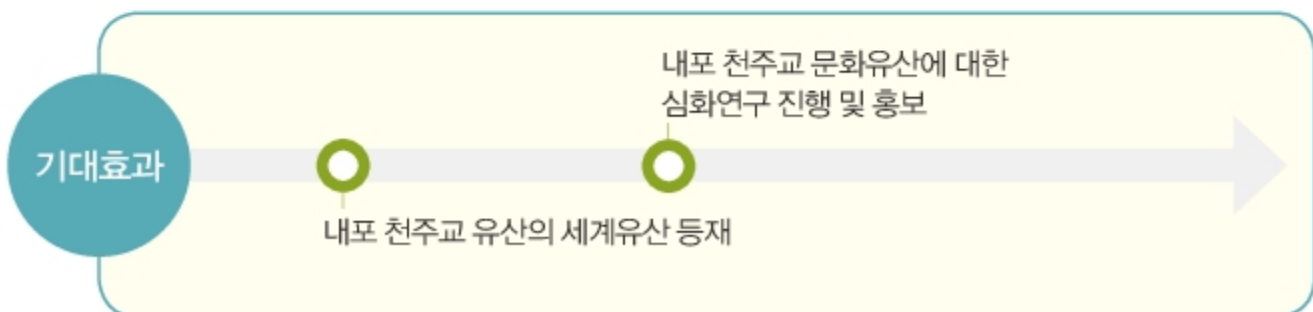 내포 천주교 문화유산에 대한
심화연구 진행 및 홍보
기대효과
내포 천주교 유산의 세계유산 등재